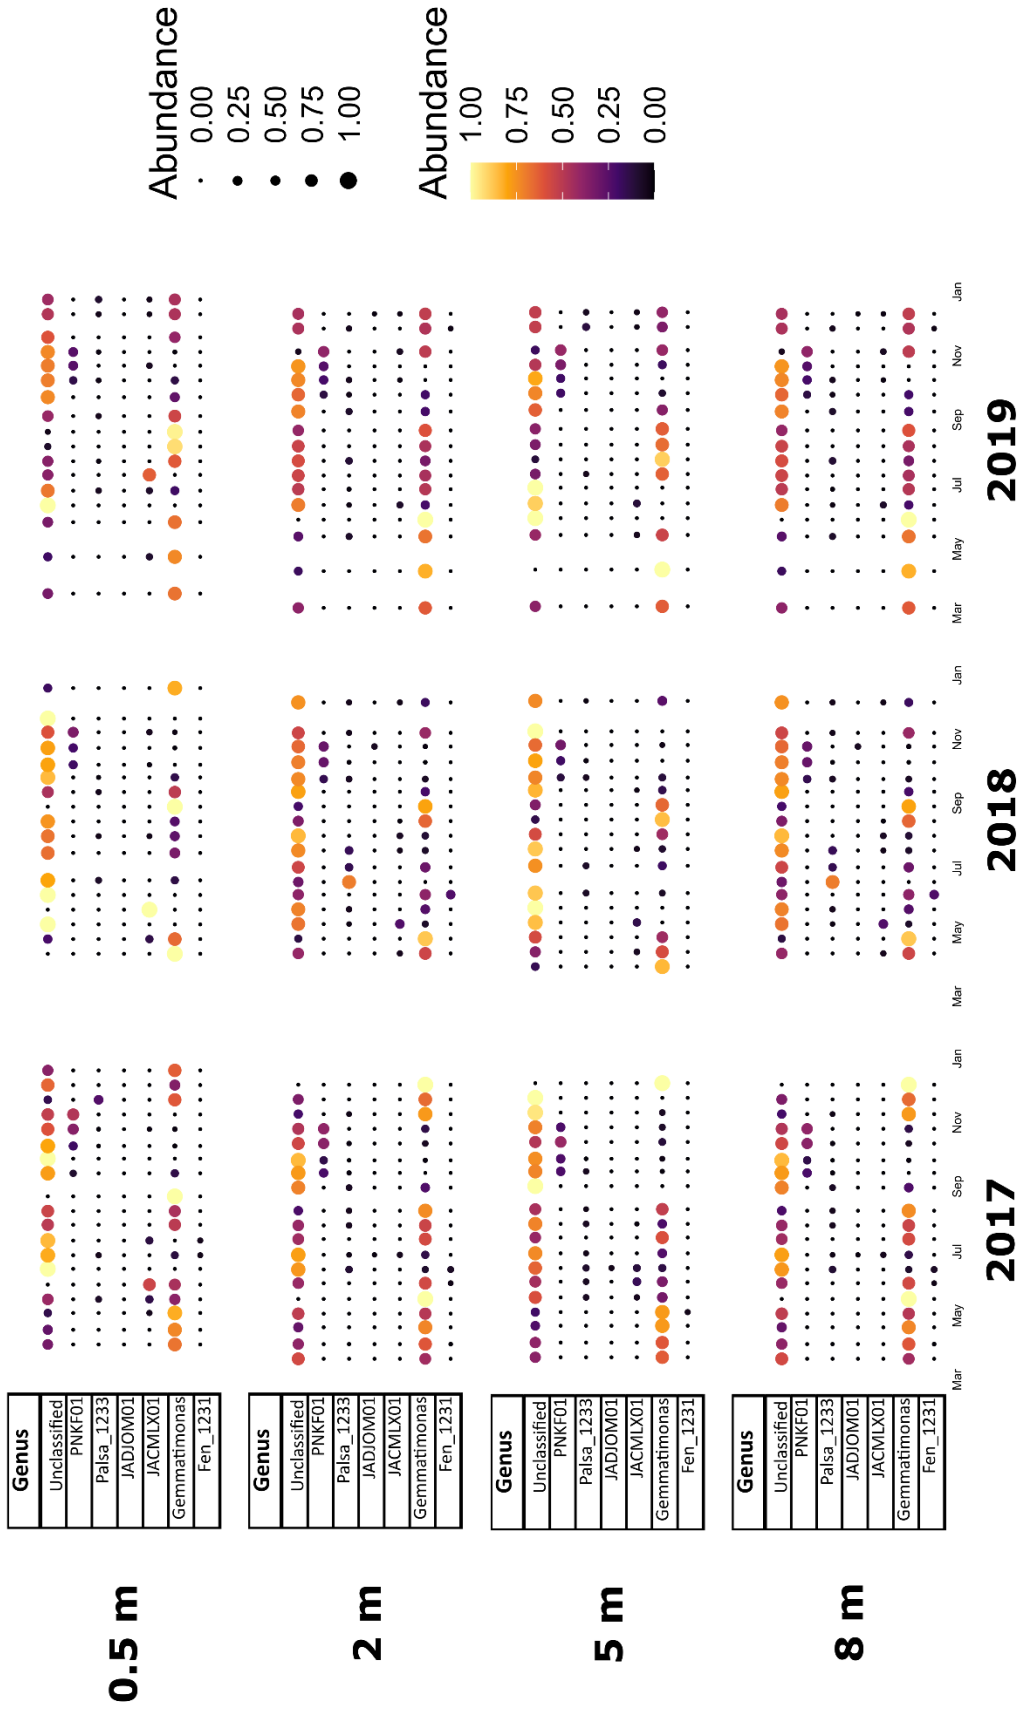 0.5 m
Genus
Unclassified
PNKF01
Palsa_1233
JADJOM01
JACMLX01
Gemmatimonas
Fen_1231
2 m
Genus
Unclassified
PNKF01
Palsa_1233
JADJOM01
JACMLX01
Gemmatimonas
Fen_1231
5 m
Genus
Unclassified
PNKF01
Palsa_1233
JADJOM01
JACMLX01
Gemmatimonas
Fen_1231
8 m
Genus
Unclassified
PNKF01
Palsa_1233
JADJOM01
JACMLX01
Gemmatimonas
Fen_1231
Mar May Jul Sep Nov Jan Mar May Jul Sep Nov Jan Mar May Jul Sep Nov Jan
2017 2018 2019
Abundance
0.00
0.25
0.50
0.75
1.00
Abundance
1.00
0.75
0.50
0.25
0.00